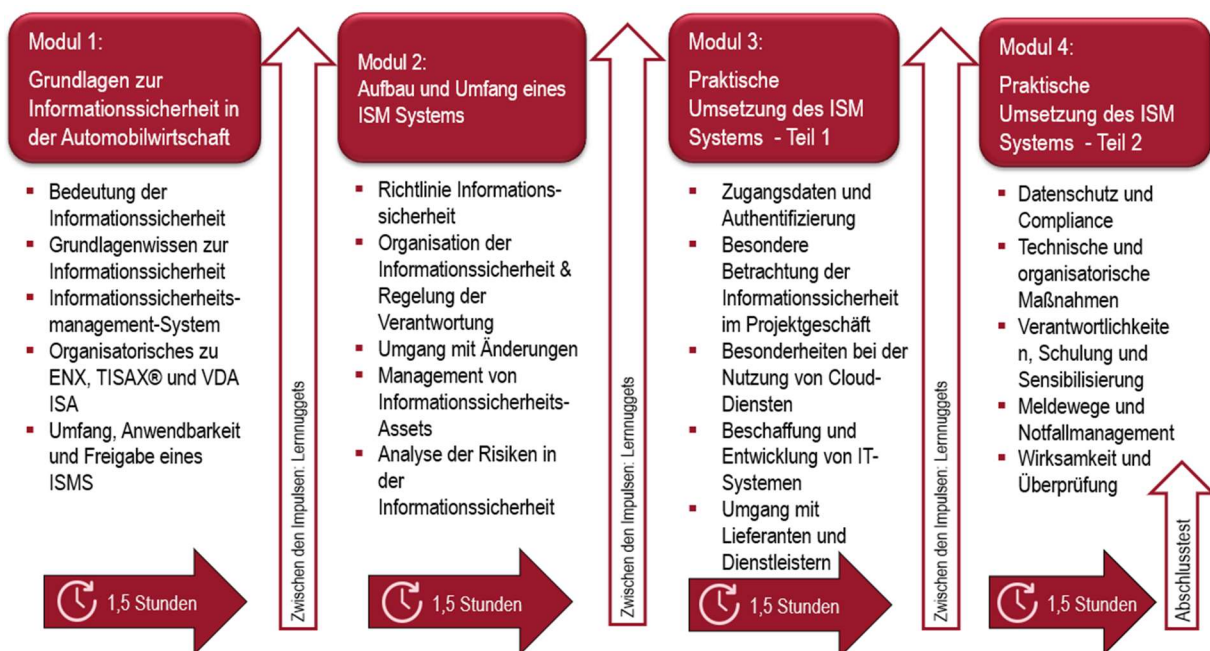 Modul 1:
Grundlagen zur
Informationssicherheit in
der Automobilwirtschaft
▪ Bedeutung der
Informationssicherheit
▪ Grundlagenwissen zur
Informationssicherheit
▪ Informationssicherheits-
management-System
▪ Organisatorisches zu
ENX, TISAX® und VDA
ISA
▪ Umfang, Anwendbarkeit
und Freigabe eines
ISMS
1,5 Stunden
Zwischen den Impulsen: Lernnuggets
Modul 2:
Aufbau und Umfang eines
ISM Systems
▪ Richtlinie Informations-
sicherheit
▪ Organisation der
Informationssicherheit &
Regelung der
Verantwortung
▪ Umgang mit Änderungen
▪ Management von
Informationssicherheits-
Assets
▪ Analyse der Risiken in
der
Informationssicherheit
1,5 Stunden
Zwischen den Impulsen: Lernnuggets
Modul 3:
Praktische
Umsetzung des ISM
Systems - Teil 1
▪ Zugangsdaten und
Authentifizierung
▪ Besondere
Betrachtung der
Informationssicherheit
im Projektgeschäft
▪ Besonderheiten bei der
Nutzung von Cloud-
Diensten
▪ Beschaffung und
Entwicklung von IT-
Systemen
▪ Umgang mit
Lieferanten und
Dienstleistern
1,5 Stunden
Zwischen den Impulsen: Lernnuggets
Modul 4:
Praktische
Umsetzung des ISM
Systems - Teil 2
▪ Datenschutz und
Compliance
▪ Technische und
organisatorische
Maßnahmen
▪ Verantwortlichkeite
n, Schulung und
Sensibilisierung
▪ Meldewege und
Notfallmanagement
▪ Wirksamkeit und
Überprüfung
1,5 Stunden
Abschlusstest